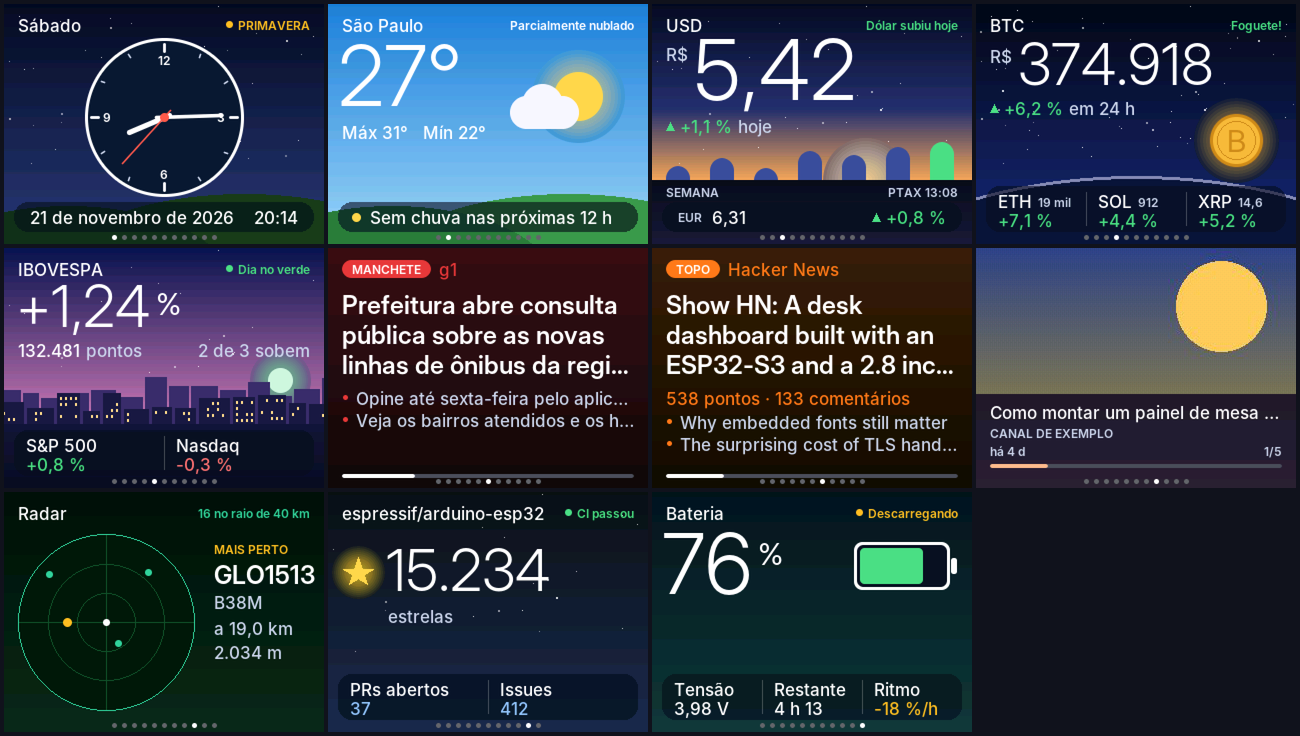 Sábado
PRIMAVERA
12
9
3
6
21 de novembro de 2026 20:14
São Paulo
Parcialmente nublado
27°
Máx 31° Mín 22°
Sem chuva nas próximas 12 h
USD
Dólar subiu hoje
R$ 5,42
+1,1 % hoje
SEMANA
PTAX 13:08
EUR 6,31
+0,8 %
BTC
Foguete!
R$ 374.918
+6,2 % em 24 h
B
ETH 19 mil
+7,1 %
SOL 912
+4,4 %
XRP 14,6
+5,2 %
IBOVESPA
Dia no verde
+1,24 %
132.481 pontos
2 de 3 sobem
S&P 500
+0,8 %
Nasdaq
-0,3 %
MANCHETE g1
Prefeitura abre consulta
pública sobre as novas
linhas de ônibus da regi...
• Opine até sexta-feira pelo aplic...
• Veja os bairros atendidos e os h...
TOPO Hacker News
Show HN: A desk
dashboard built with an
ESP32-S3 and a 2.8 inc...
538 pontos · 133 comentários
• Why embedded fonts still matter
• The surprising cost of TLS hand...
Como montar um painel de mesa ...
CANAL DE EXEMPLO
há 4 d
1/5
Radar
16 no raio de 40 km
MAIS PERTO
GLO1513
B38M
a 19,0 km
2.034 m
espressif/arduino-esp32
CI passou
15.234
estrelas
PRs abertos
37
Issues
412
Bateria
Descarregando
76 %
Tensão
3,98 V
Restante
4 h 13
Ritmo
-18 %/h